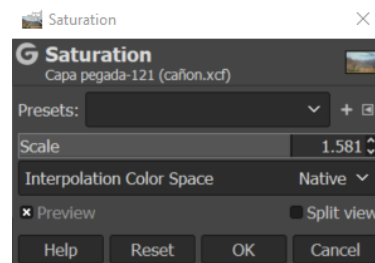 Saturation
G Saturation
Capa pegada-121 (cañon.xcf)
Presets:
Scale 1.581
Interpolation Color Space Native
Preview Split view
Help Reset OK Cancel